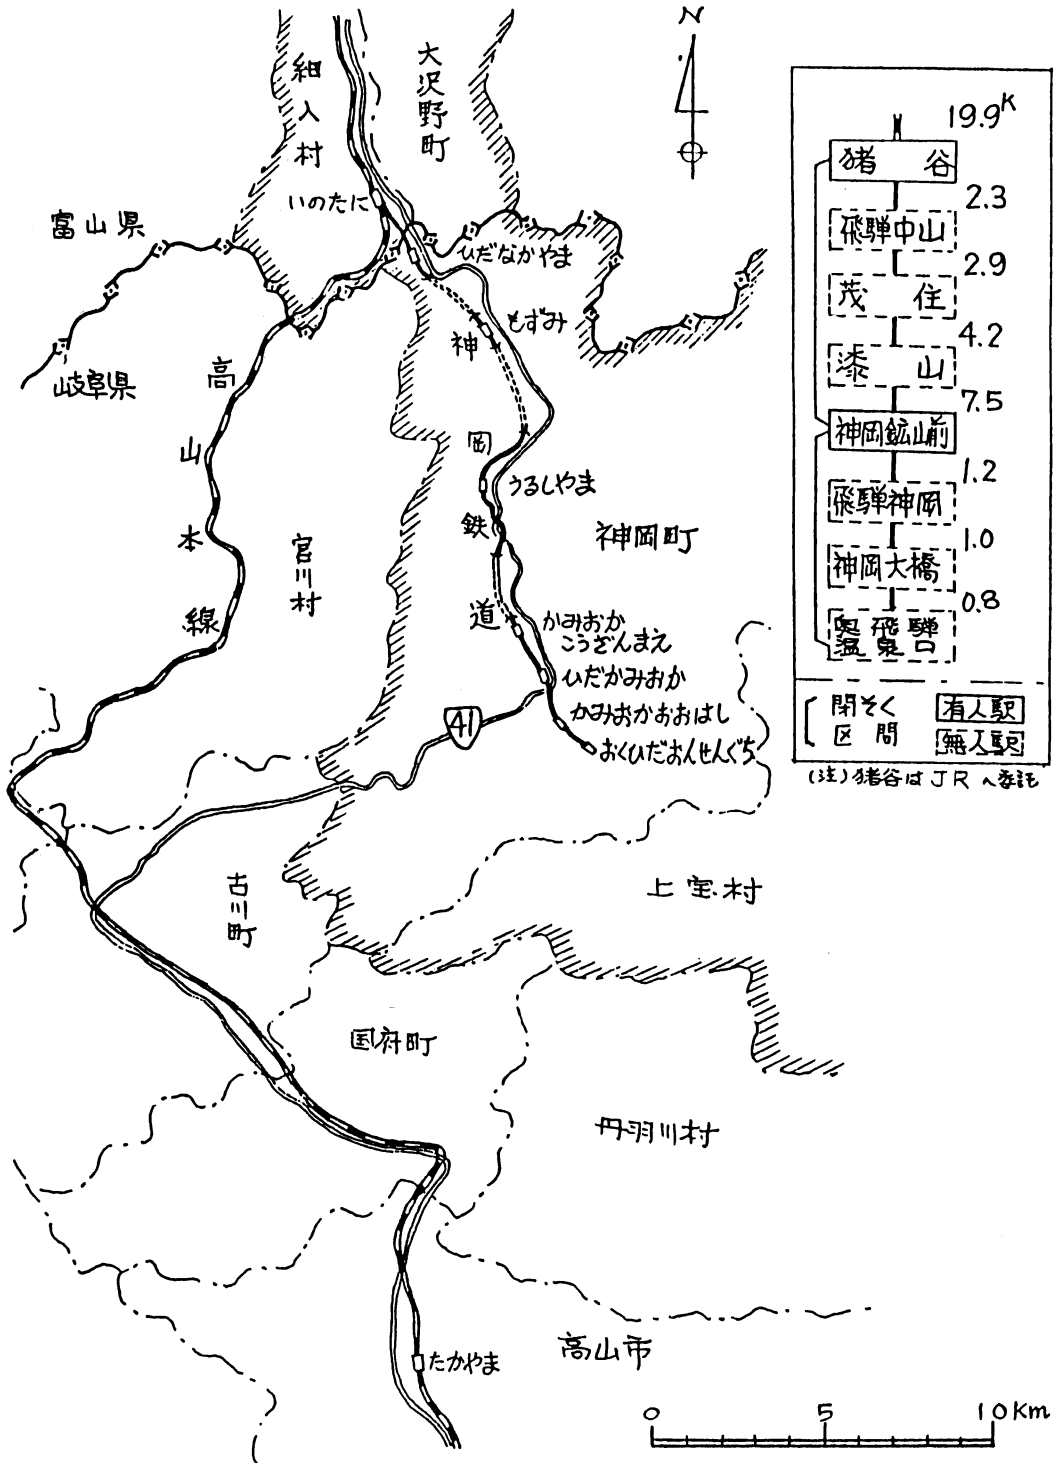 N
細入村
大沢野町
いのたに
富山県
ひだなかやま
もずみ
岐阜県
神岡鉄道
高山本線
うるしやま
宮川村
神岡町
かみおか
こうざんまえ
ひだかみおか
かみおかおおはし
おくひだおんせんぐち
41
上宝村
古川町
国府町
丹羽川村
高山市
たかやま
0 5 10Km
19.9K
猪谷
2.3
飛騨中山
2.9
茂住
4.2
漆山
7.5
神岡鉱山前
1.2
飛騨神岡
1.0
神岡大橋
0.8
奥飛騨
温泉口
閉そく
区間
有人駅
無人駅
(注)猪谷はJRへ委託